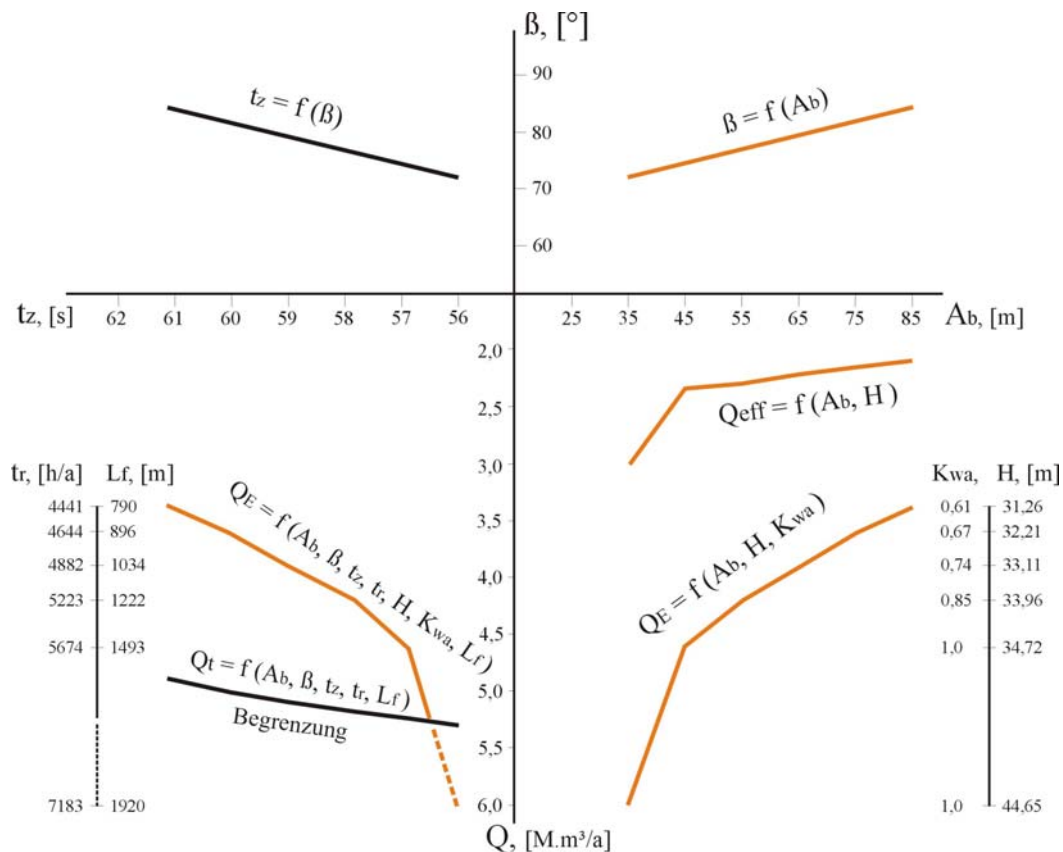 ß, [°]
90
80
70
60
tz = f (ß)
ß = f (Ab)
tz, [s]
62 61 60 59 58 57 56
25 35 45 55 65 75 85
Ab, [m]
2,0
2,5
3,0
3,5
4,0
4,5
5,0
5,5
6,0
Qeff = f (Ab, H )
tr, [h/a] Lf, [m]
4441 790
4644 896
4882 1034
5223 1222
5674 1493
7183 1920
QE = f (Ab, ß, tz, tr, H, Kwa, Lf)
Qt = f (Ab, ß, tz, tr, Lf)
Begrenzung
QE = f (Ab, H, Kwa)
Kwa, H, [m]
0,61 31,26
0,67 32,21
0,74 33,11
0,85 33,96
1,0 34,72
1,0 44,65
Q, [M.m³/a]